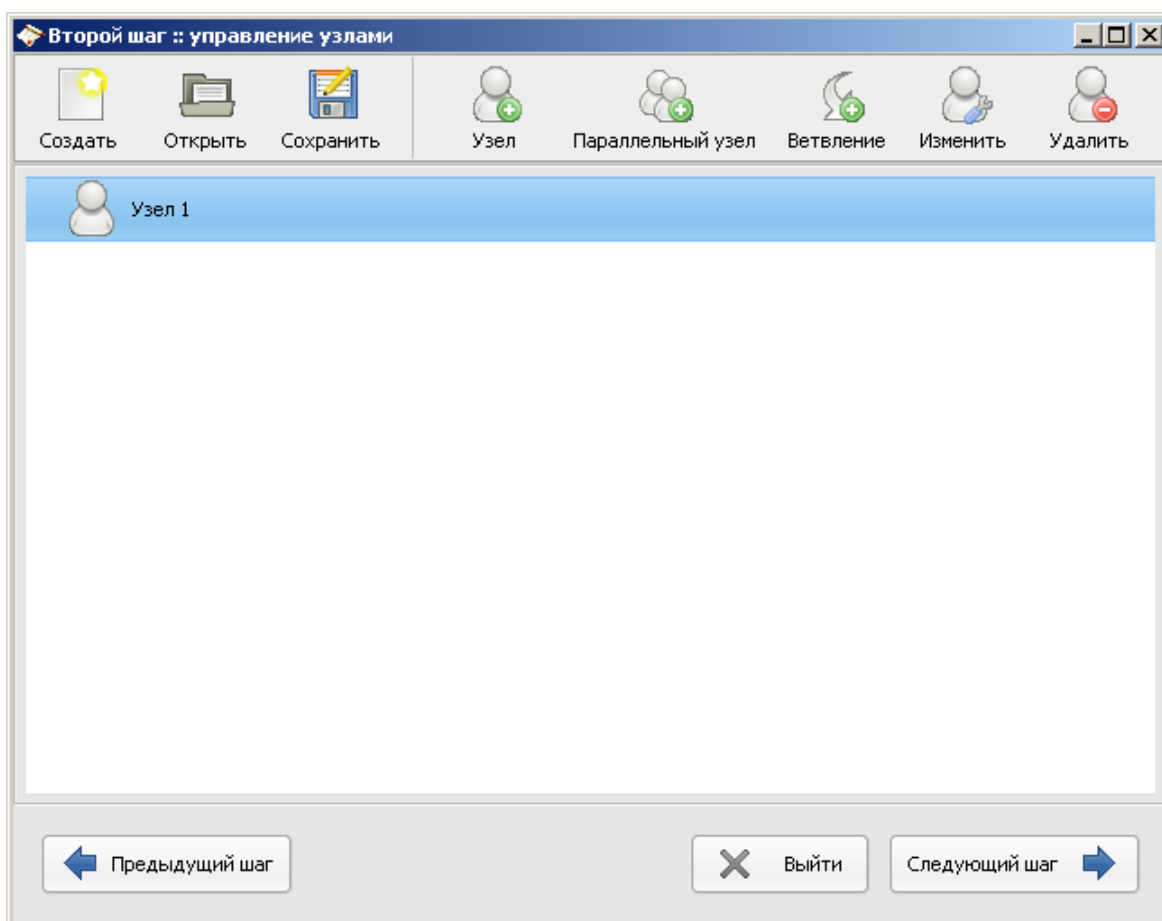 Второй шаг :: управление узлами
Создать Открыть Сохранить Узел Параллельный узел Ветвление Изменить Удалить
Узел 1
Предыдущий шаг Выйти Следующий шаг